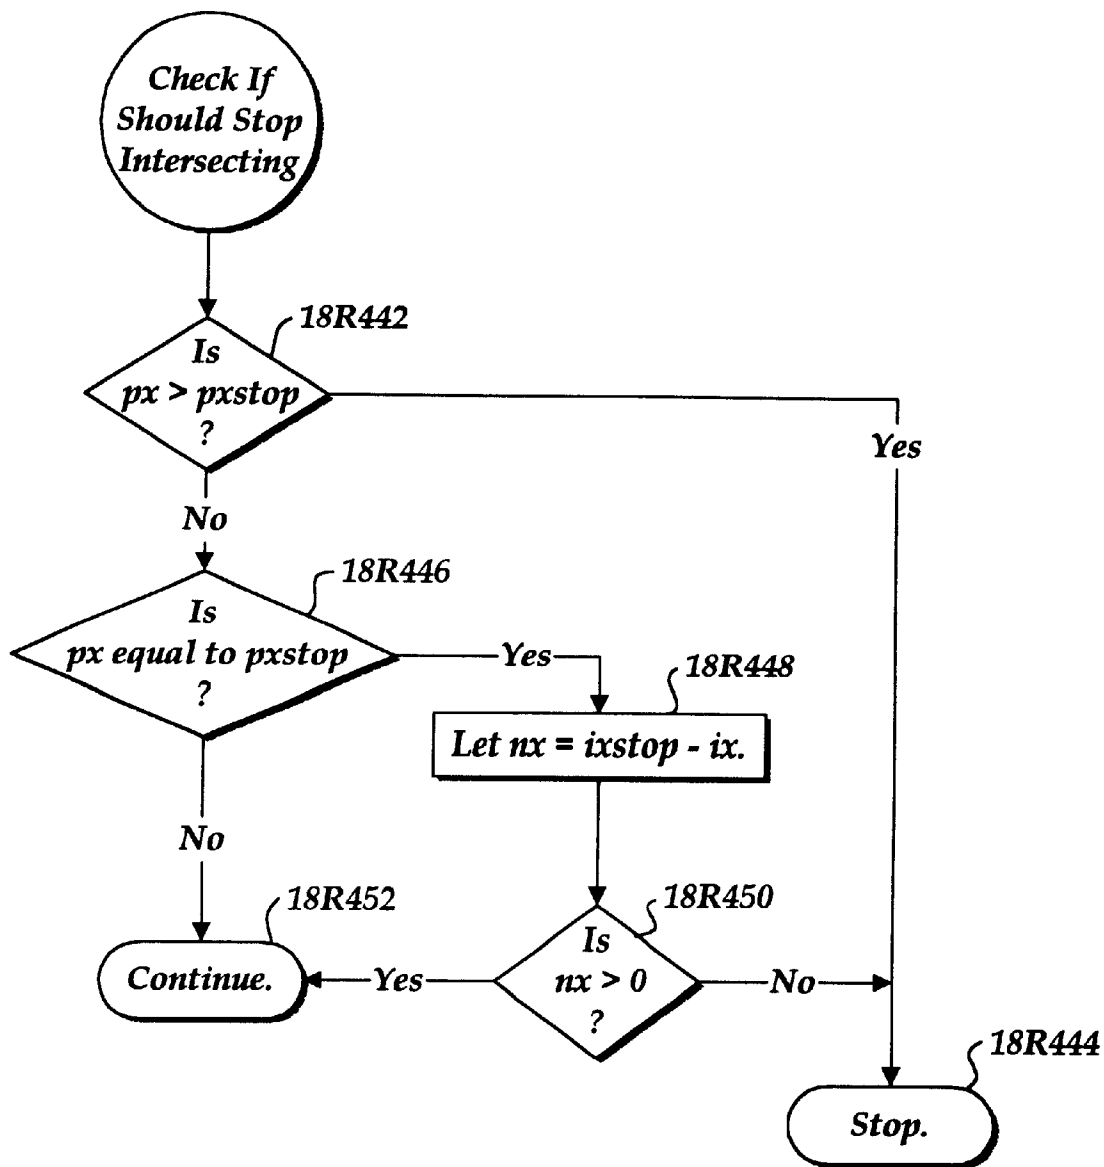 Check If
Should Stop
Intersecting
18R442
Is
px > pxstop
?
Yes
No
18R446
Is
px equal to pxstop
?
Yes
18R448
Let nx = ixstop - ix.
No
18R452
Continue.
18R450
Is
nx > 0
?
Yes
No
18R444
Stop.